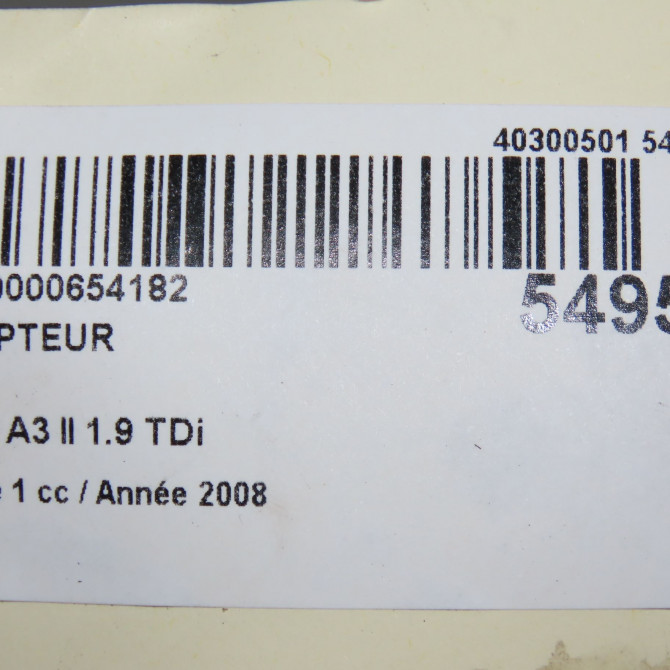 40300501 54
0000654182
5495
PTEUR
A3 II 1.9 TDi
1 cc / Année 2008